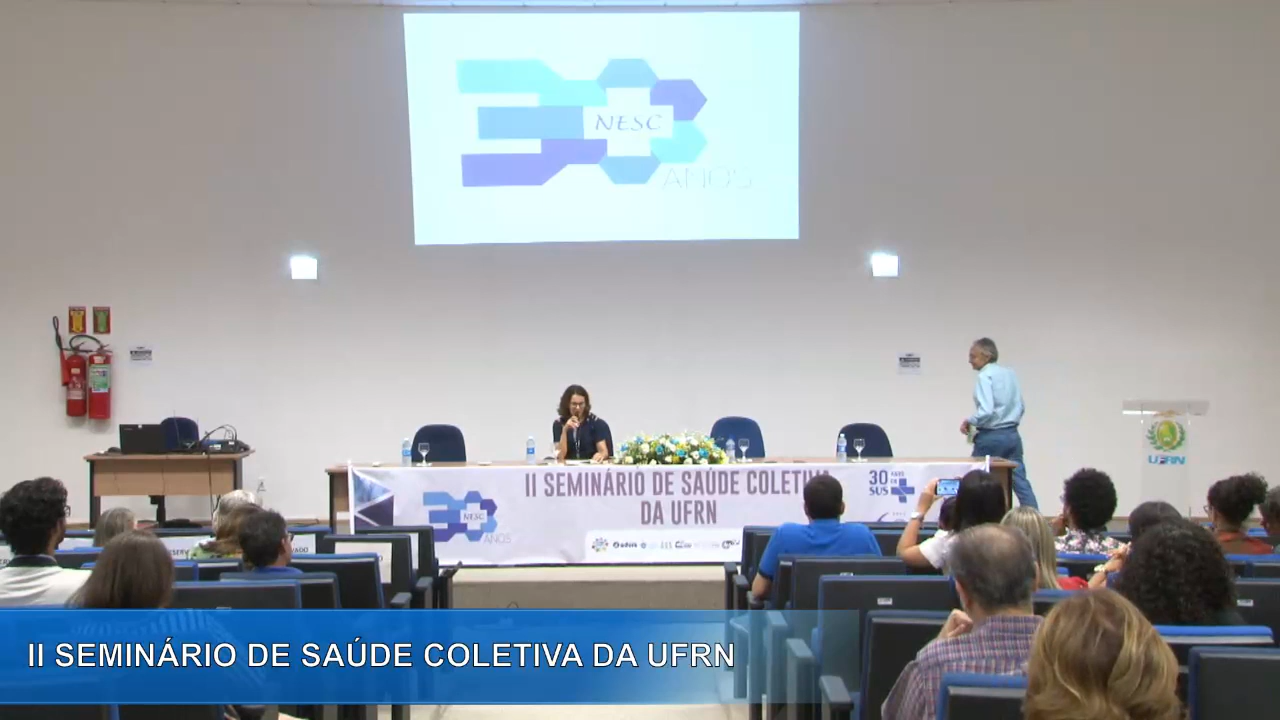 NESC
ANOS
II SEMINÁRIO DE SAÚDE COLETIVA
DA UFRN
NESC
ANOS
30 ANOS
SUS
UFRN
II SEMINÁRIO DE SAÚDE COLETIVA DA UFRN